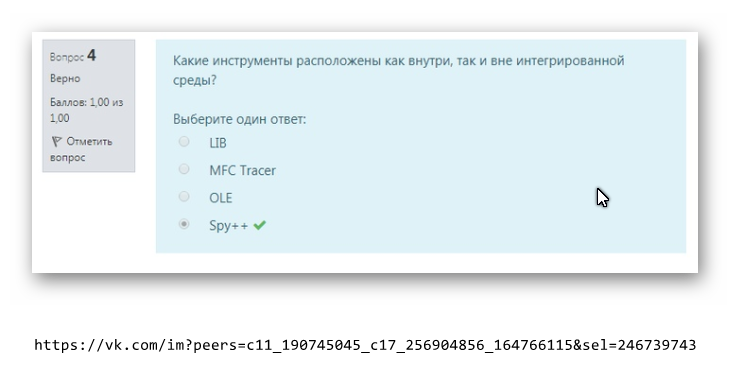 Вопрос 4
Верно
Баллов: 1,00 из
1,00
Отметить
вопрос
Какие инструменты расположены как внутри, так и вне интегрированной
среды?
Выберите один ответ:
LIB
MFC Tracer
OLE
Spy++
https://vk.com/im?peers=c11_190745045_c17_256904856_164766115&sel=246739743